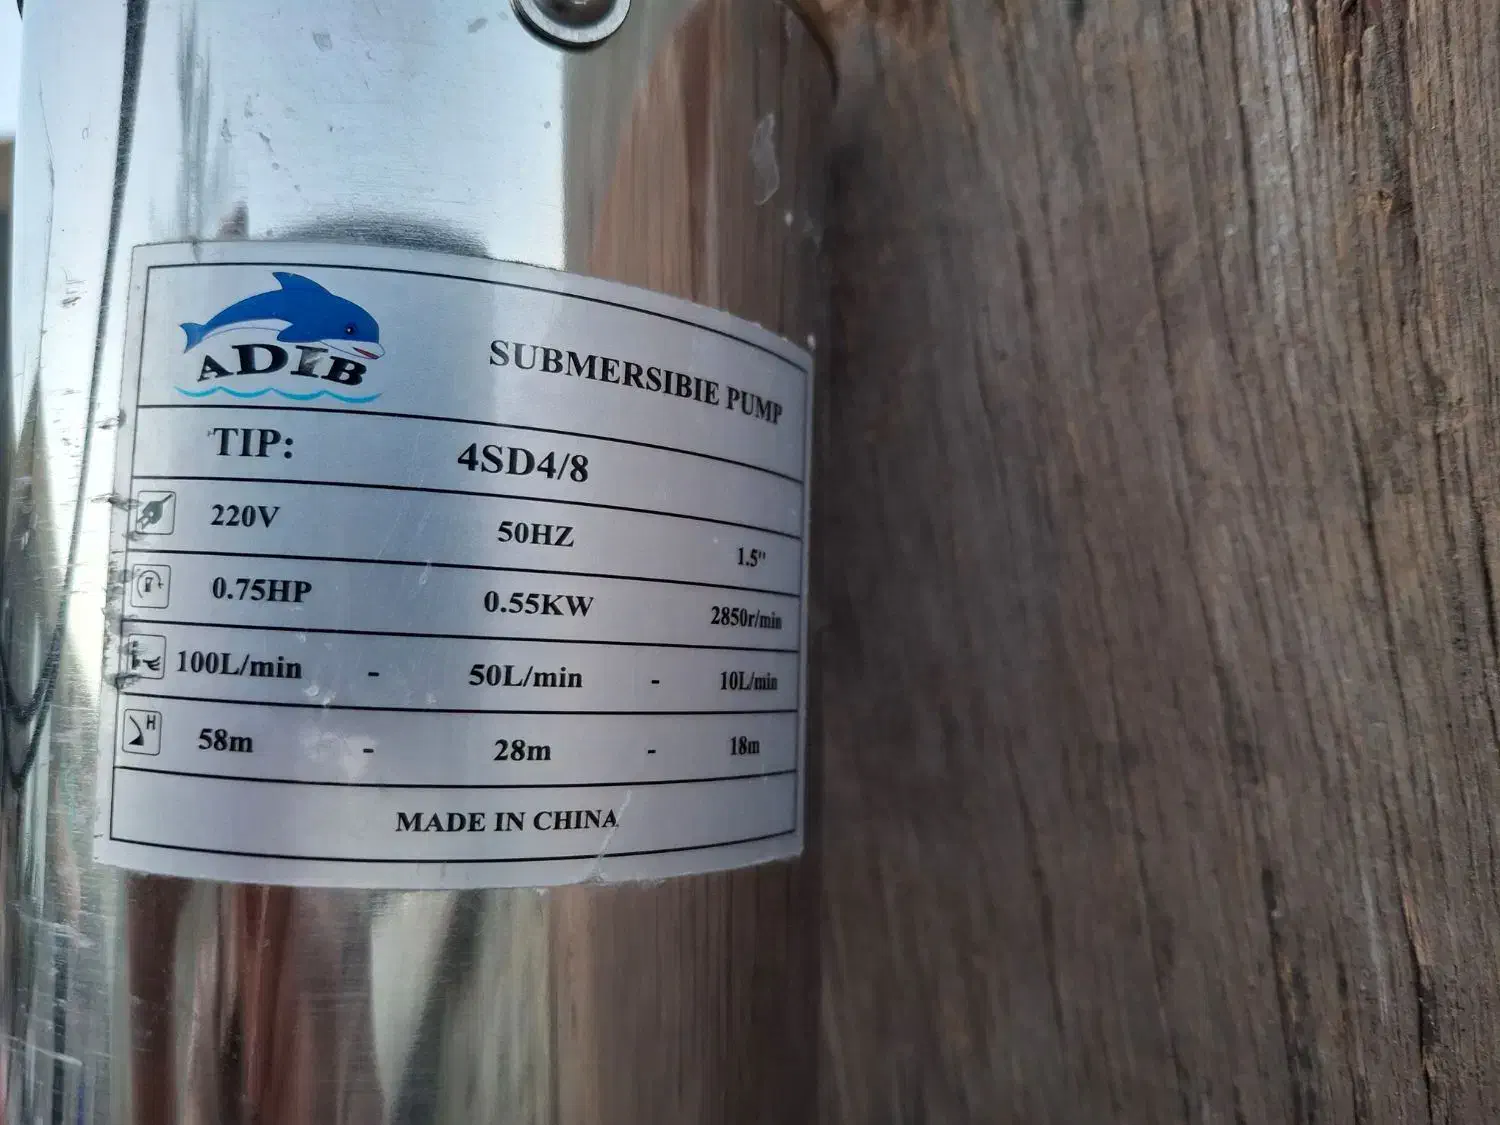 ADIB
SUBMERSIBIE PUMP
TIP: 4SD4/8
220V 50HZ 1.5"
0.75HP 0.55KW 2850r/min
100L/min - 50L/min - 10L/min
H 58m - 28m - 18m
MADE IN CHINA